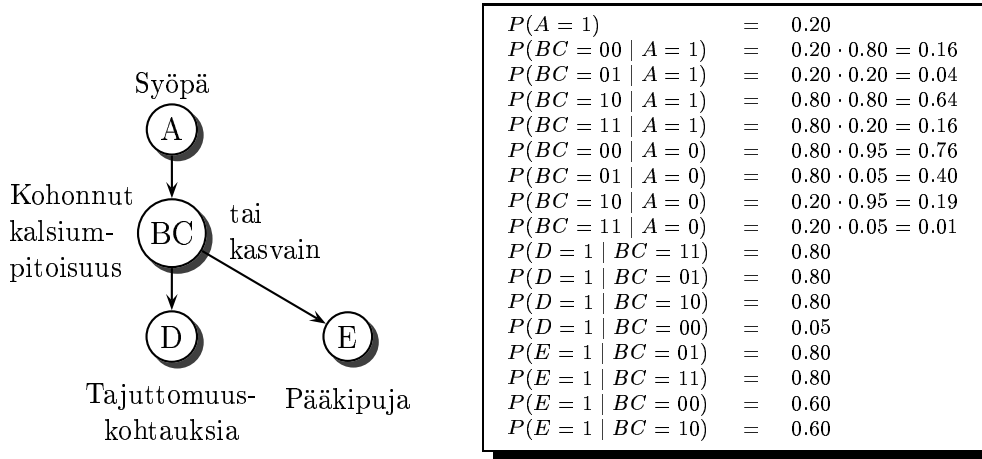 Syöpä
A
Kohonnut
kalsium-
pitoisuus
BC
tai
kasvain
D
E
Tajuttomuus-
kohtauksia
Pääkipuja
P(A = 1) = 0.20
P(BC = 00 | A = 1) = 0.20 · 0.80 = 0.16
P(BC = 01 | A = 1) = 0.20 · 0.20 = 0.04
P(BC = 10 | A = 1) = 0.80 · 0.80 = 0.64
P(BC = 11 | A = 1) = 0.80 · 0.20 = 0.16
P(BC = 00 | A = 0) = 0.80 · 0.95 = 0.76
P(BC = 01 | A = 0) = 0.80 · 0.05 = 0.40
P(BC = 10 | A = 0) = 0.20 · 0.95 = 0.19
P(BC = 11 | A = 0) = 0.20 · 0.05 = 0.01
P(D = 1 | BC = 11) = 0.80
P(D = 1 | BC = 01) = 0.80
P(D = 1 | BC = 10) = 0.80
P(D = 1 | BC = 00) = 0.05
P(E = 1 | BC = 01) = 0.80
P(E = 1 | BC = 11) = 0.80
P(E = 1 | BC = 00) = 0.60
P(E = 1 | BC = 10) = 0.60